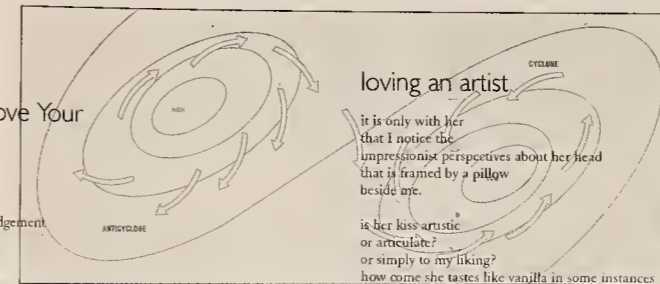 ove Your
dgement
HIGH
ANTICYCLONE
CYCLONE
loving an artist
it is only with her
that I notice the
impressionist perspectives about her head
that is framed by a pillow
beside me.
is her kiss artistic
or articulate?
or simply to my liking?
how come she tastes like vanilla in some instances